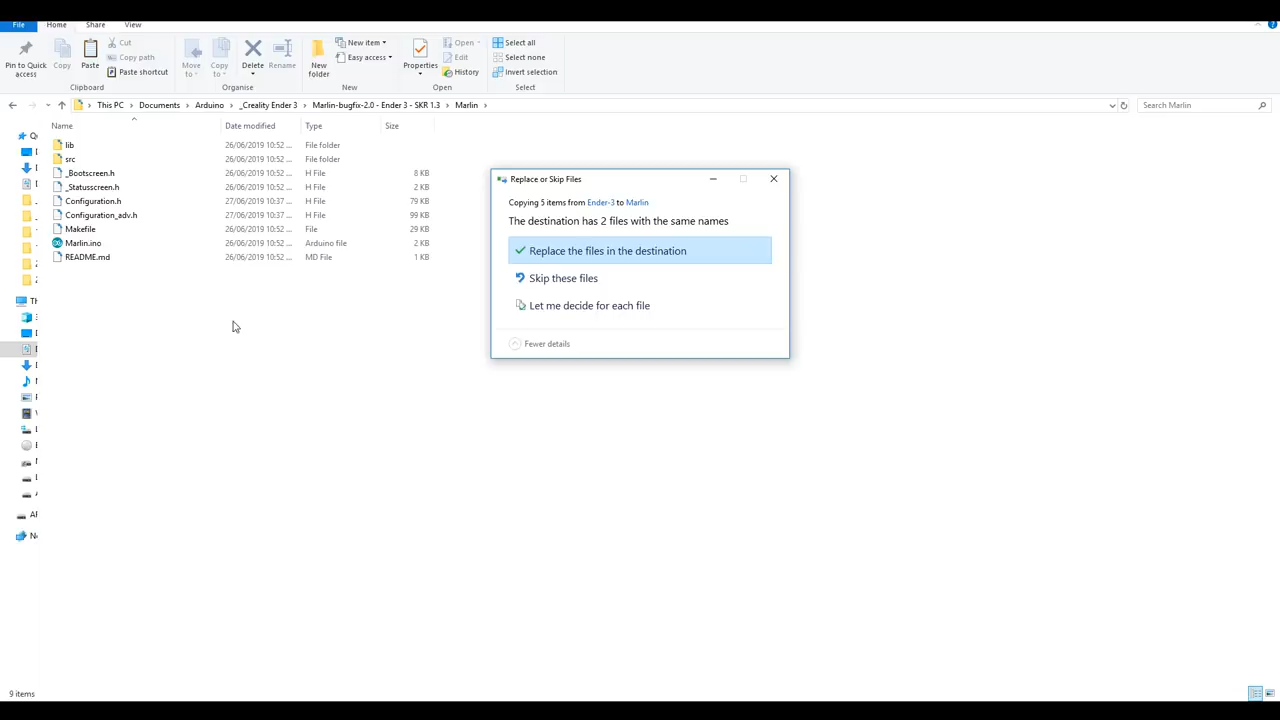 File Home Share View
Pin to Quick access
Copy
Paste
Cut
Copy path
Paste shortcut
Clipboard
Move to
Copy to
Delete
Rename
Organise
New folder
New item
Easy access
New
Properties
Open
Edit
History
Open
Select all
Select none
Invert selection
Select
This PC Documents Arduino _Creality Ender 3 Marlin-bugfix-2.0 - Ender 3 - SKR 1.3 Marlin
Search Marlin
Name Date modified Type Size
lib 26/06/2019 10:52 ... File folder
src 26/06/2019 10:52 ... File folder
_Bootscreen.h 26/06/2019 10:52 ... H File 8 KB
_Statusscreen.h 26/06/2019 10:52 ... H File 2 KB
Configuration.h 27/06/2019 10:37 ... H File 79 KB
Configuration_adv.h 27/06/2019 10:37 ... H File 99 KB
Makefile 26/06/2019 10:52 ... File 29 KB
Marlin.ino 26/06/2019 10:52 ... Arduino file 2 KB
README.md 26/06/2019 10:52 ... MD File 1 KB
Replace or Skip Files
Copying 5 items from Ender-3 to Marlin
The destination has 2 files with the same names
Replace the files in the destination
Skip these files
Let me decide for each file
Fewer details
9 items